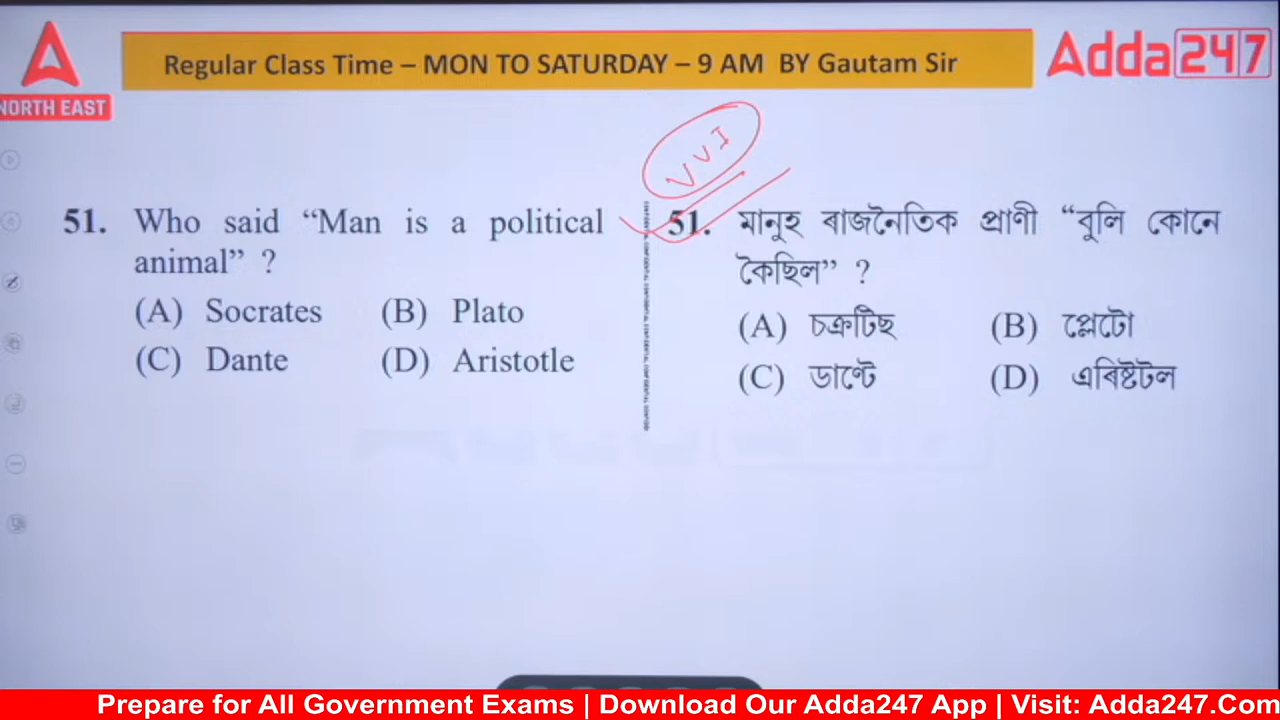 Regular Class Time – MON TO SATURDAY – 9 AM BY Gautam Sir
Adda247
NORTH EAST
VVI
51. Who said “Man is a political
animal” ?
(A) Socrates (B) Plato
(C) Dante (D) Aristotle
51. মানুহ ৰাজনৈতিক প্ৰাণী “বুলি কোনে
কৈছিল” ?
(A) চক্ৰটিছ (B) প্লেটো
(C) ডাণ্টে (D) এৰিষ্টটল
Prepare for All Government Exams | Download Our Adda247 App | Visit: Adda247.Com